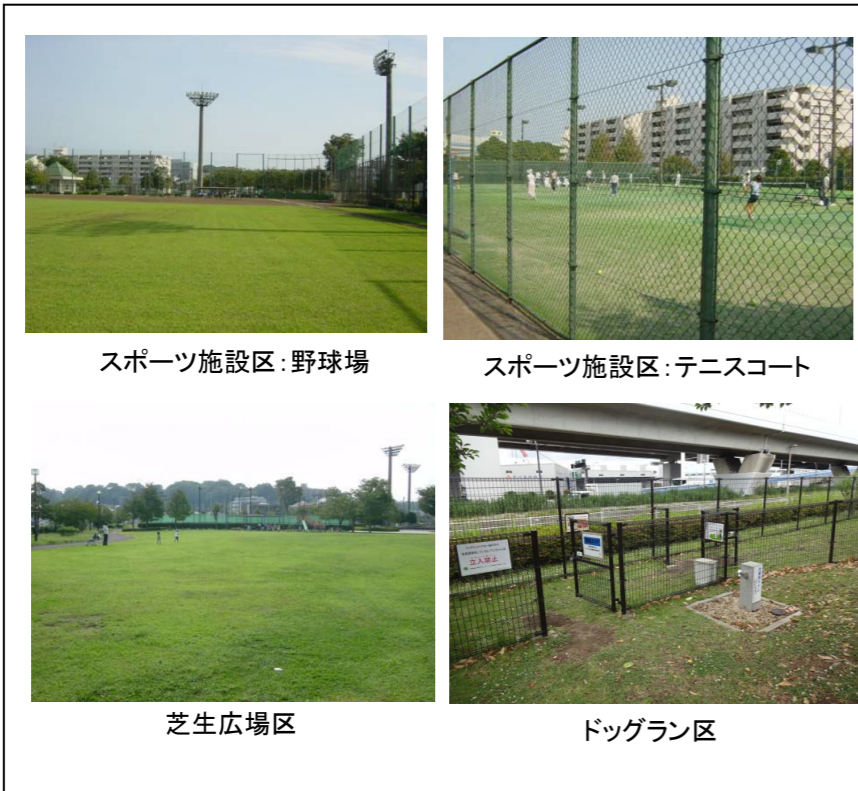 スポーツ施設区：野球場
スポーツ施設区：テニスコート
芝生広場区
ドッグラン区
立入禁止